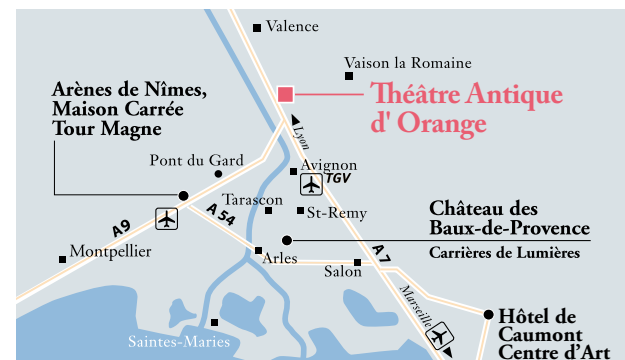 Valence
Vaison la Romaine
Arènes de Nîmes,
Maison Carrée
Tour Magne
Théâtre Antique
d' Orange
Lyon
Pont du Gard
Avignon
TGV
Tarascon
A 54
St-Remy
Château des
Baux-de-Provence
A9
Carrières de Lumières
Montpellier
Arles
A 7
Salon
Marseille
Hôtel de
Caumont
Centre d'Art
Saintes-Maries